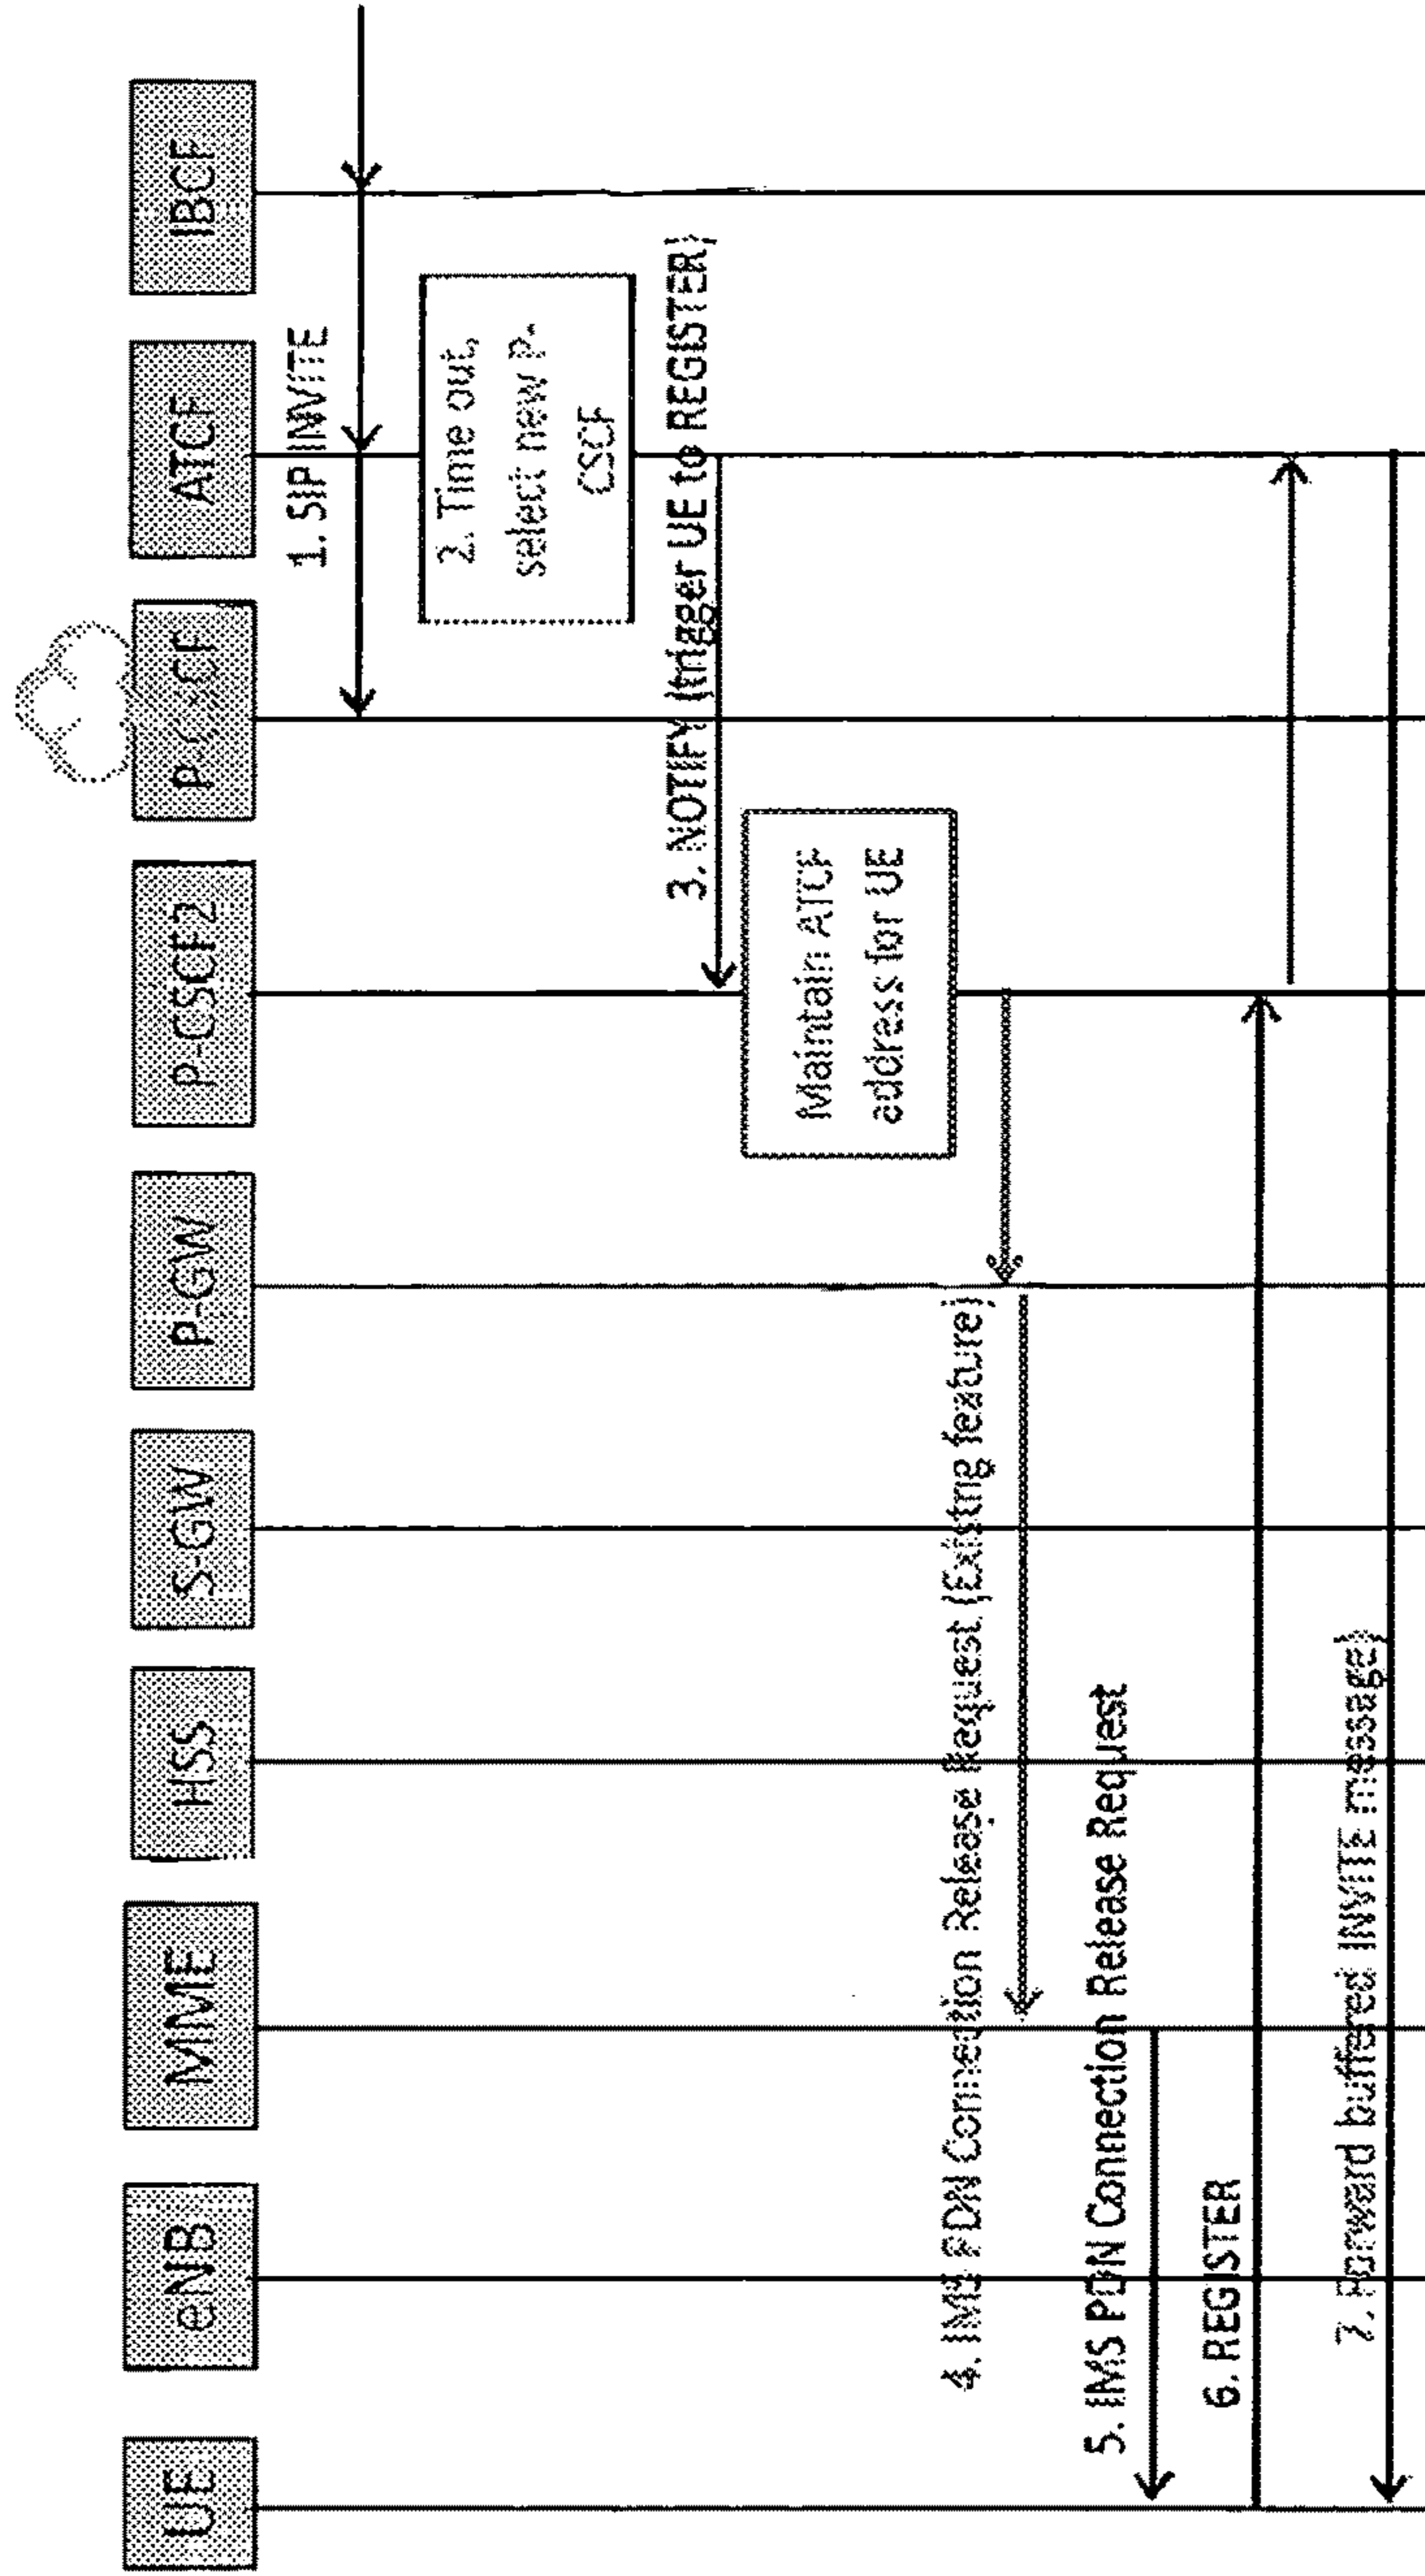 UE
eNB
MME
HSS
S-GW
P-GW
P-CSCF2
P-CSCF
ATCF
IBCF
1. SIP INVITE
2. Time out,
select new P-
CSCF
3. NOTIFY (trigger UE to REGISTER)
Maintain ATCF
address for UE
4. IMS PDN Connection Release Request (Existng feature)
5. IMS PDN Connection Release Request
6. REGISTER
7. Forward buffered INVITE message)